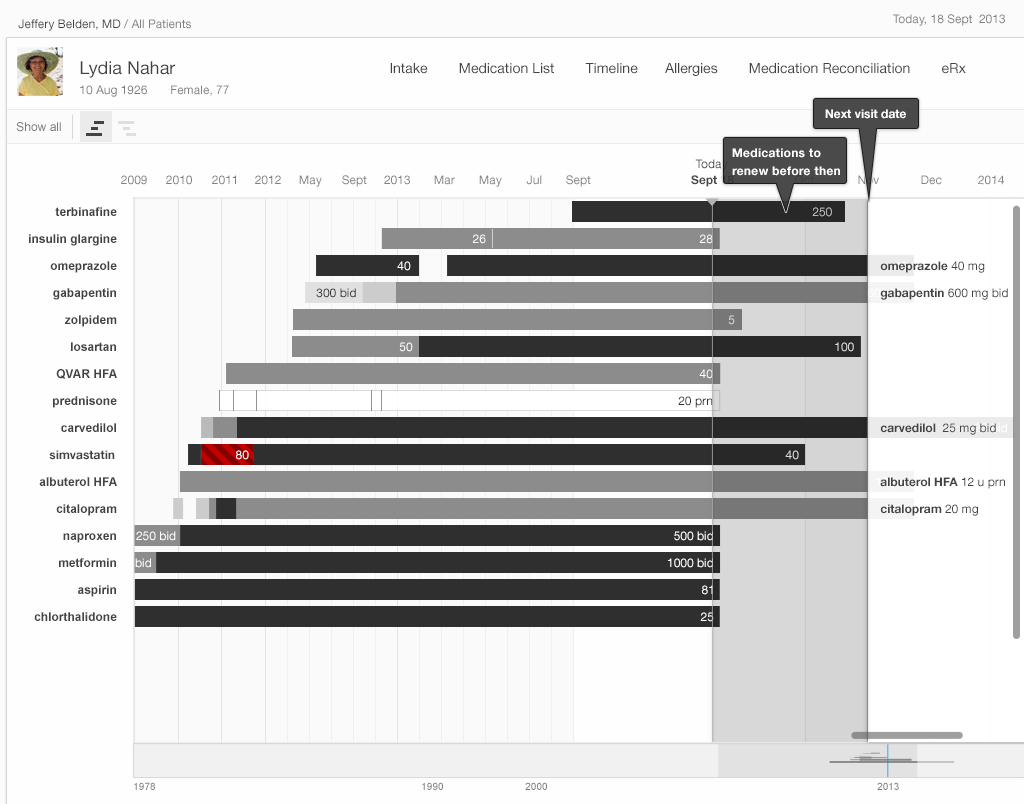 Jeffery Belden, MD / All Patients
Today, 18 Sept 2013
Lydia Nahar
10 Aug 1926 Female, 77
Intake Medication List Timeline Allergies Medication Reconciliation eRx
Show all
Next visit date
Medications to
renew before then
Toda
2009 2010 2011 2012 May Sept 2013 Mar May Jul Sept Sept Nov Dec 2014
terbinafine 250
insulin glargine 26 28
omeprazole 40 omeprazole 40 mg
gabapentin 300 bid gabapentin 600 mg bid
zolpidem 5
losartan 50 100
QVAR HFA 40
prednisone 20 prn
carvedilol carvedilol 25 mg bid
simvastatin 80 40
albuterol HFA albuterol HFA 12 u prn
citalopram citalopram 20 mg
naproxen 250 bid 500 bid
metformin bid 1000 bid
aspirin 81
chlorthalidone 25
1978 1990 2000 2013